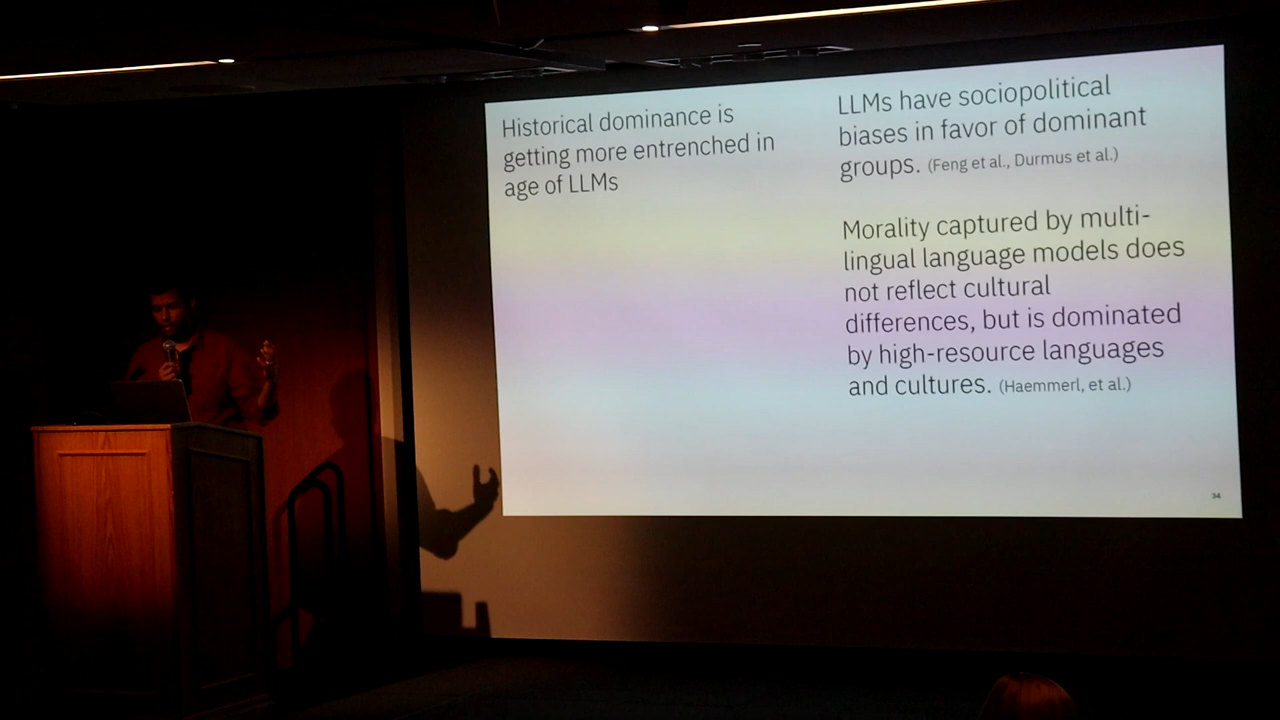 Historical dominance is
getting more entrenched in
age of LLMs
LLMs have sociopolitical
biases in favor of dominant
groups. (Feng et al., Durmus et al.)
Morality captured by multi-
lingual language models does
not reflect cultural
differences, but is dominated
by high-resource languages
and cultures. (Haemmerl, et al.)
34